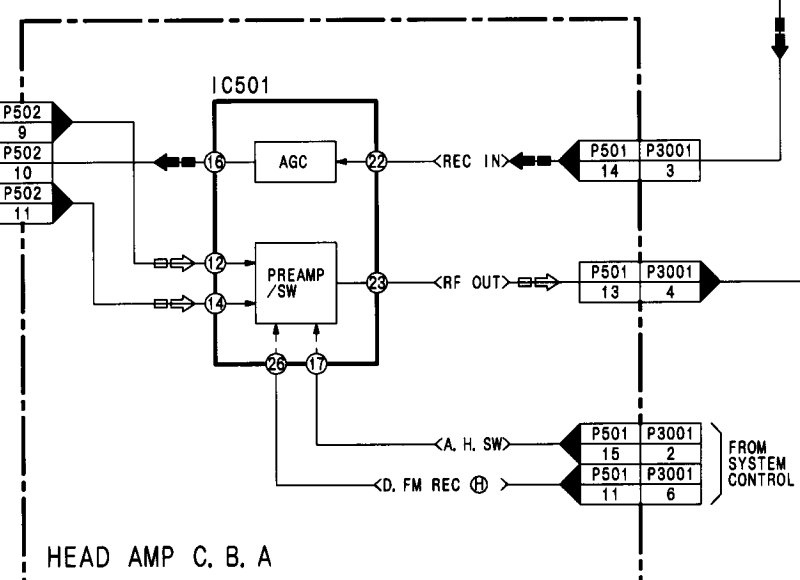 IC501
P502
9
P502
10
P502
11
16
AGC
22
<REC IN>
P501 P3001
14 3
12
14
PREAMP
/SW
23
<RF OUT>
P501 P3001
13 4
26 17
<A. H. SW>
P501 P3001
15 2
<D. FM REC Ⓗ >
P501 P3001
11 6
FROM
SYSTEM
CONTROL
HEAD AMP C. B. A